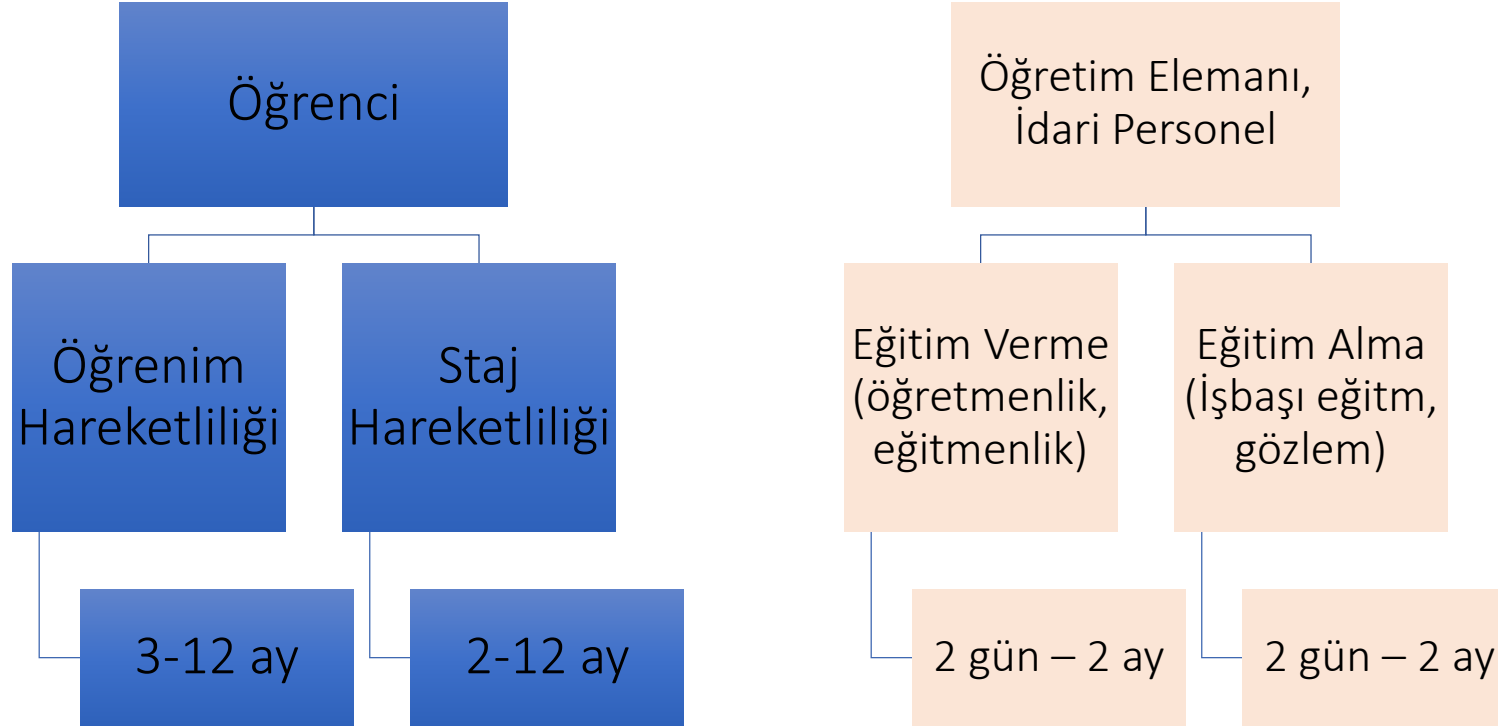 Öğrenci
Öğrenim
Hareketliliği
3-12 ay
Staj
Hareketliliği
2-12 ay
Öğretim Elemanı,
İdari Personel
Eğitim Verme
(öğretmenlik,
eğitmenlik)
2 gün – 2 ay
Eğitim Alma
(İşbaşı eğitm,
gözlem)
2 gün – 2 ay